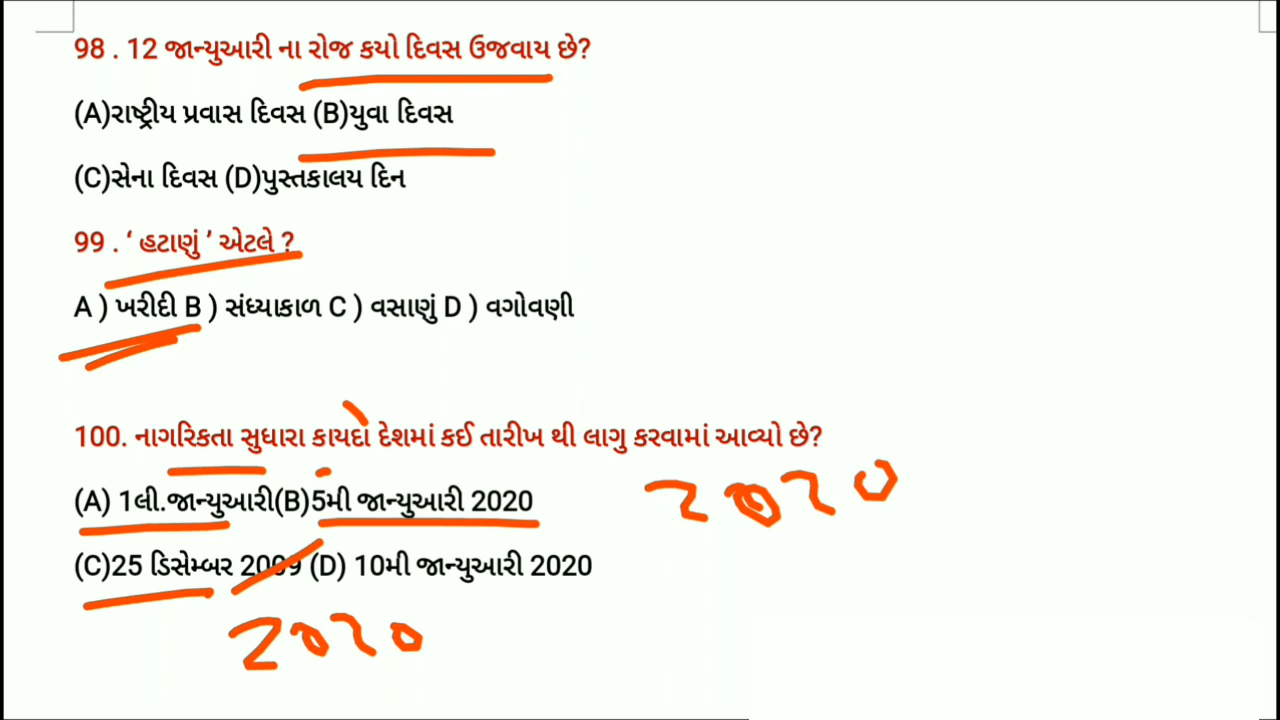 98 . 12 જાન્યુઆરી ના રોજ કયો દિવસ ઉજવાય છે?
(A)રાષ્ટ્રીય પ્રવાસ દિવસ (B)યુવા દિવસ
(C)સેના દિવસ (D)પુસ્તકાલય દિન
99 . ‘ હટાણું ’ એટલે ?
A ) ખરીદી B ) સંધ્યાકાળ C ) વસાણું D ) વગોવણી
100. નાગરિકતા સુધારા કાયદો દેશમાં કઈ તારીખ થી લાગુ કરવામાં આવ્યો છે?
(A) 1લી.જાન્યુઆરી(B)5મી જાન્યુઆરી 2020
2020
(C)25 ડિસેમ્બર 2009 (D) 10મી જાન્યુઆરી 2020
2020